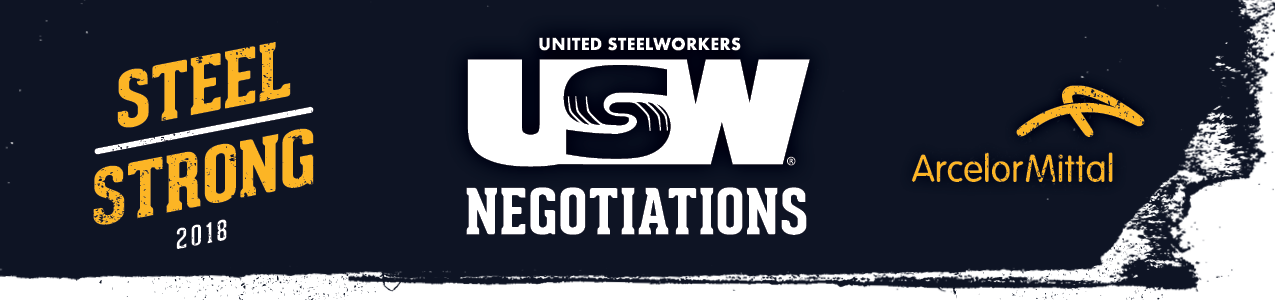 STEEL
STRONG
2018
UNITED STEELWORKERS
USW®
NEGOTIATIONS
ArcelorMittal